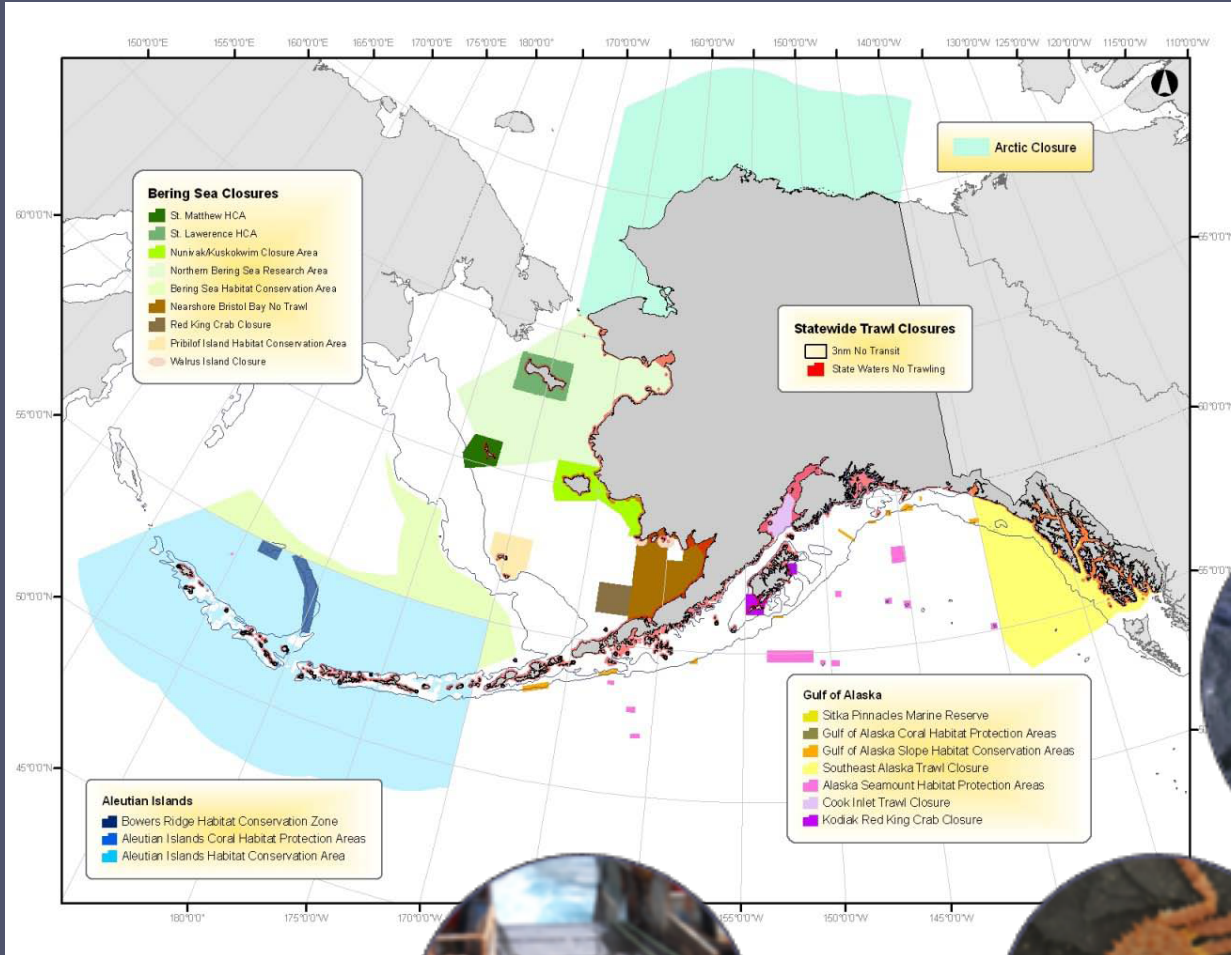 150°0'0"E 155°0'0"E 160°0'0"E 165°0'0"E 170°0'0"E 175°0'0"E 180°0'0" 170°0'0"W 160°0'0"W 150°0'0"W 140°0'0"W 130°0'0"W 125°0'0"W 120°0'0"W 115°0'0"W 110°0'0"W
Arctic Closure
Bering Sea Closures
St. Matthew HCA
St. Lawerence HCA
Nunivak/Kuskokwim Closure Area
Northern Bering Sea Research Area
Bering Sea Habitat Conservation Area
Nearshore Bristol Bay No Trawl
Red King Crab Closure
Pribilof Island Habitat Conservation Area
Walrus Island Closure
60°0'0"N
55°0'0"N
50°0'0"N
45°0'0"N
Statewide Trawl Closures
3nm No Transit
State Waters No Trawling
65°0'0"N
60°0'0"N
55°0'0"N
Gulf of Alaska
Sitka Pinnacles Marine Reserve
Gulf of Alaska Coral Habitat Protection Areas
Gulf of Alaska Slope Habitat Conservation Areas
Southeast Alaska Trawl Closure
Alaska Seamount Habitat Protection Areas
Cook Inlet Trawl Closure
Kodiak Red King Crab Closure
Aleutian Islands
Bowers Ridge Habitat Conservation Zone
Aleutian Islands Coral Habitat Protection Areas
Aleutian Islands Habitat Conservation Area
180°0'0" 175°0'0"W 170°0'0"W 155°0'0"W 150°0'0"W 145°0'0"W